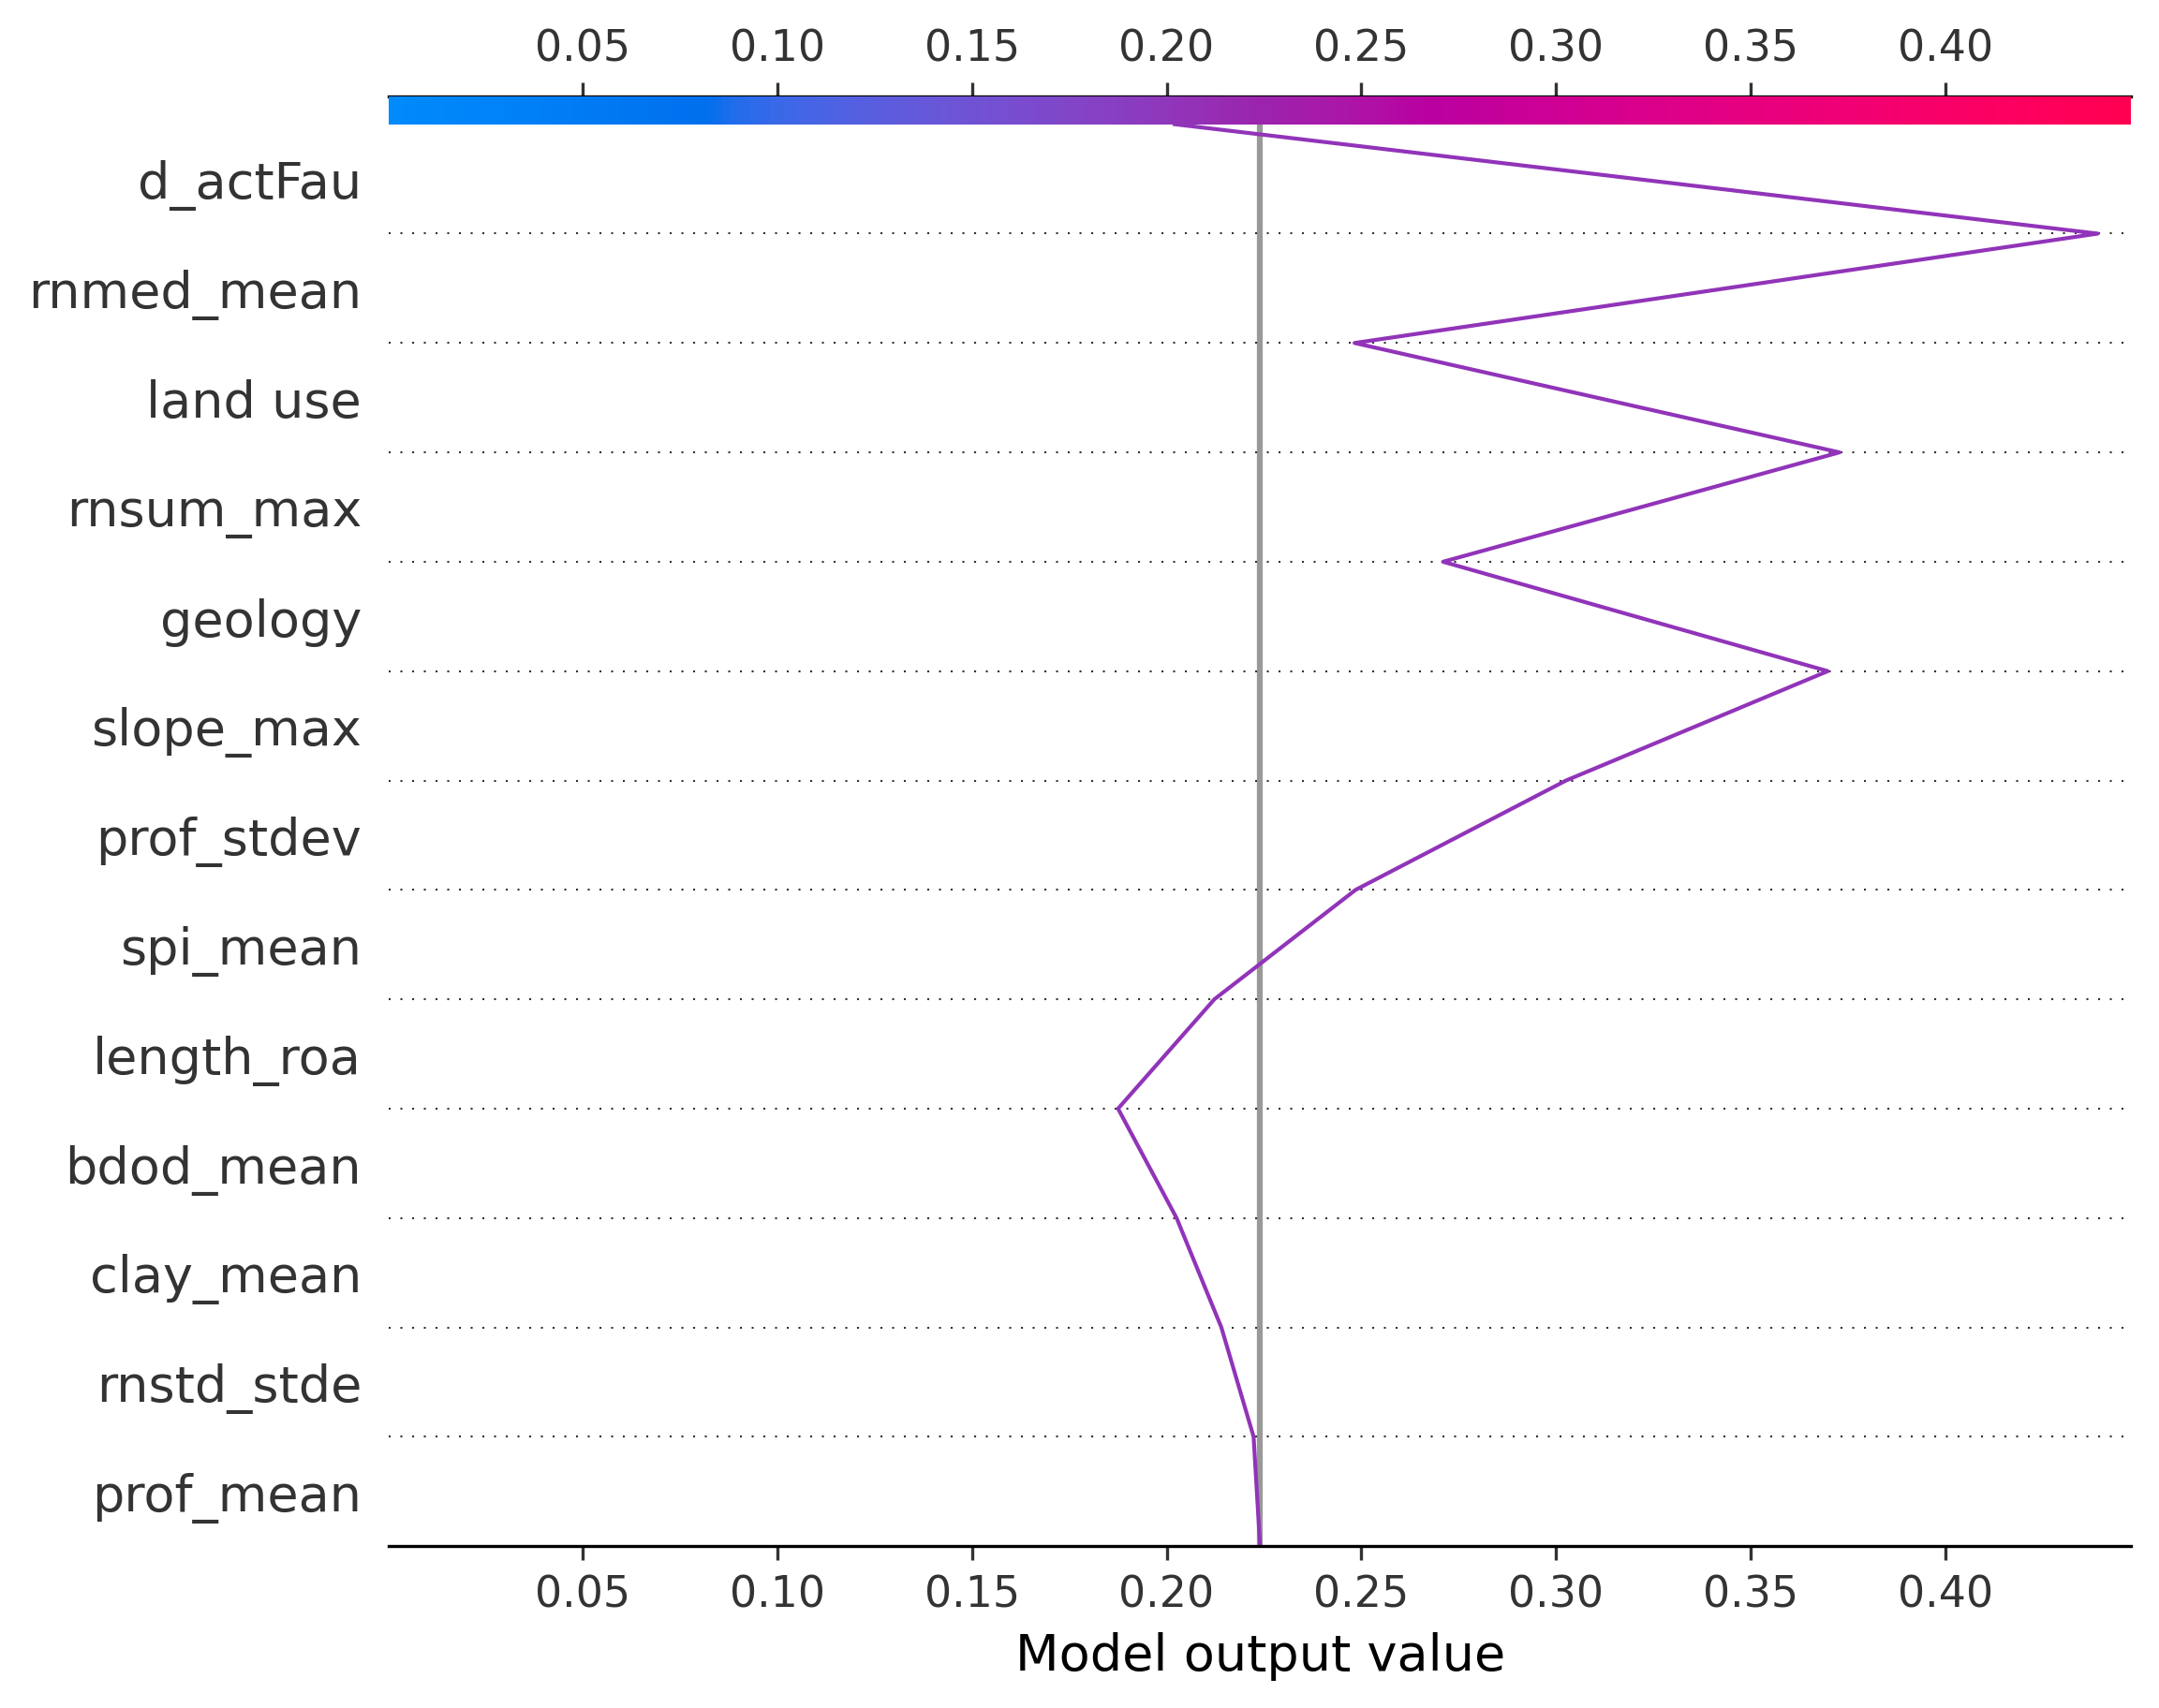 0.05 0.10 0.15 0.20 0.25 0.30 0.35 0.40
d_actFau
rnmed_mean
land use
rnsum_max
geology
slope_max
prof_stdev
spi_mean
length_roa
bdod_mean
clay_mean
rnstd_stde
prof_mean
0.05 0.10 0.15 0.20 0.25 0.30 0.35 0.40
Model output value